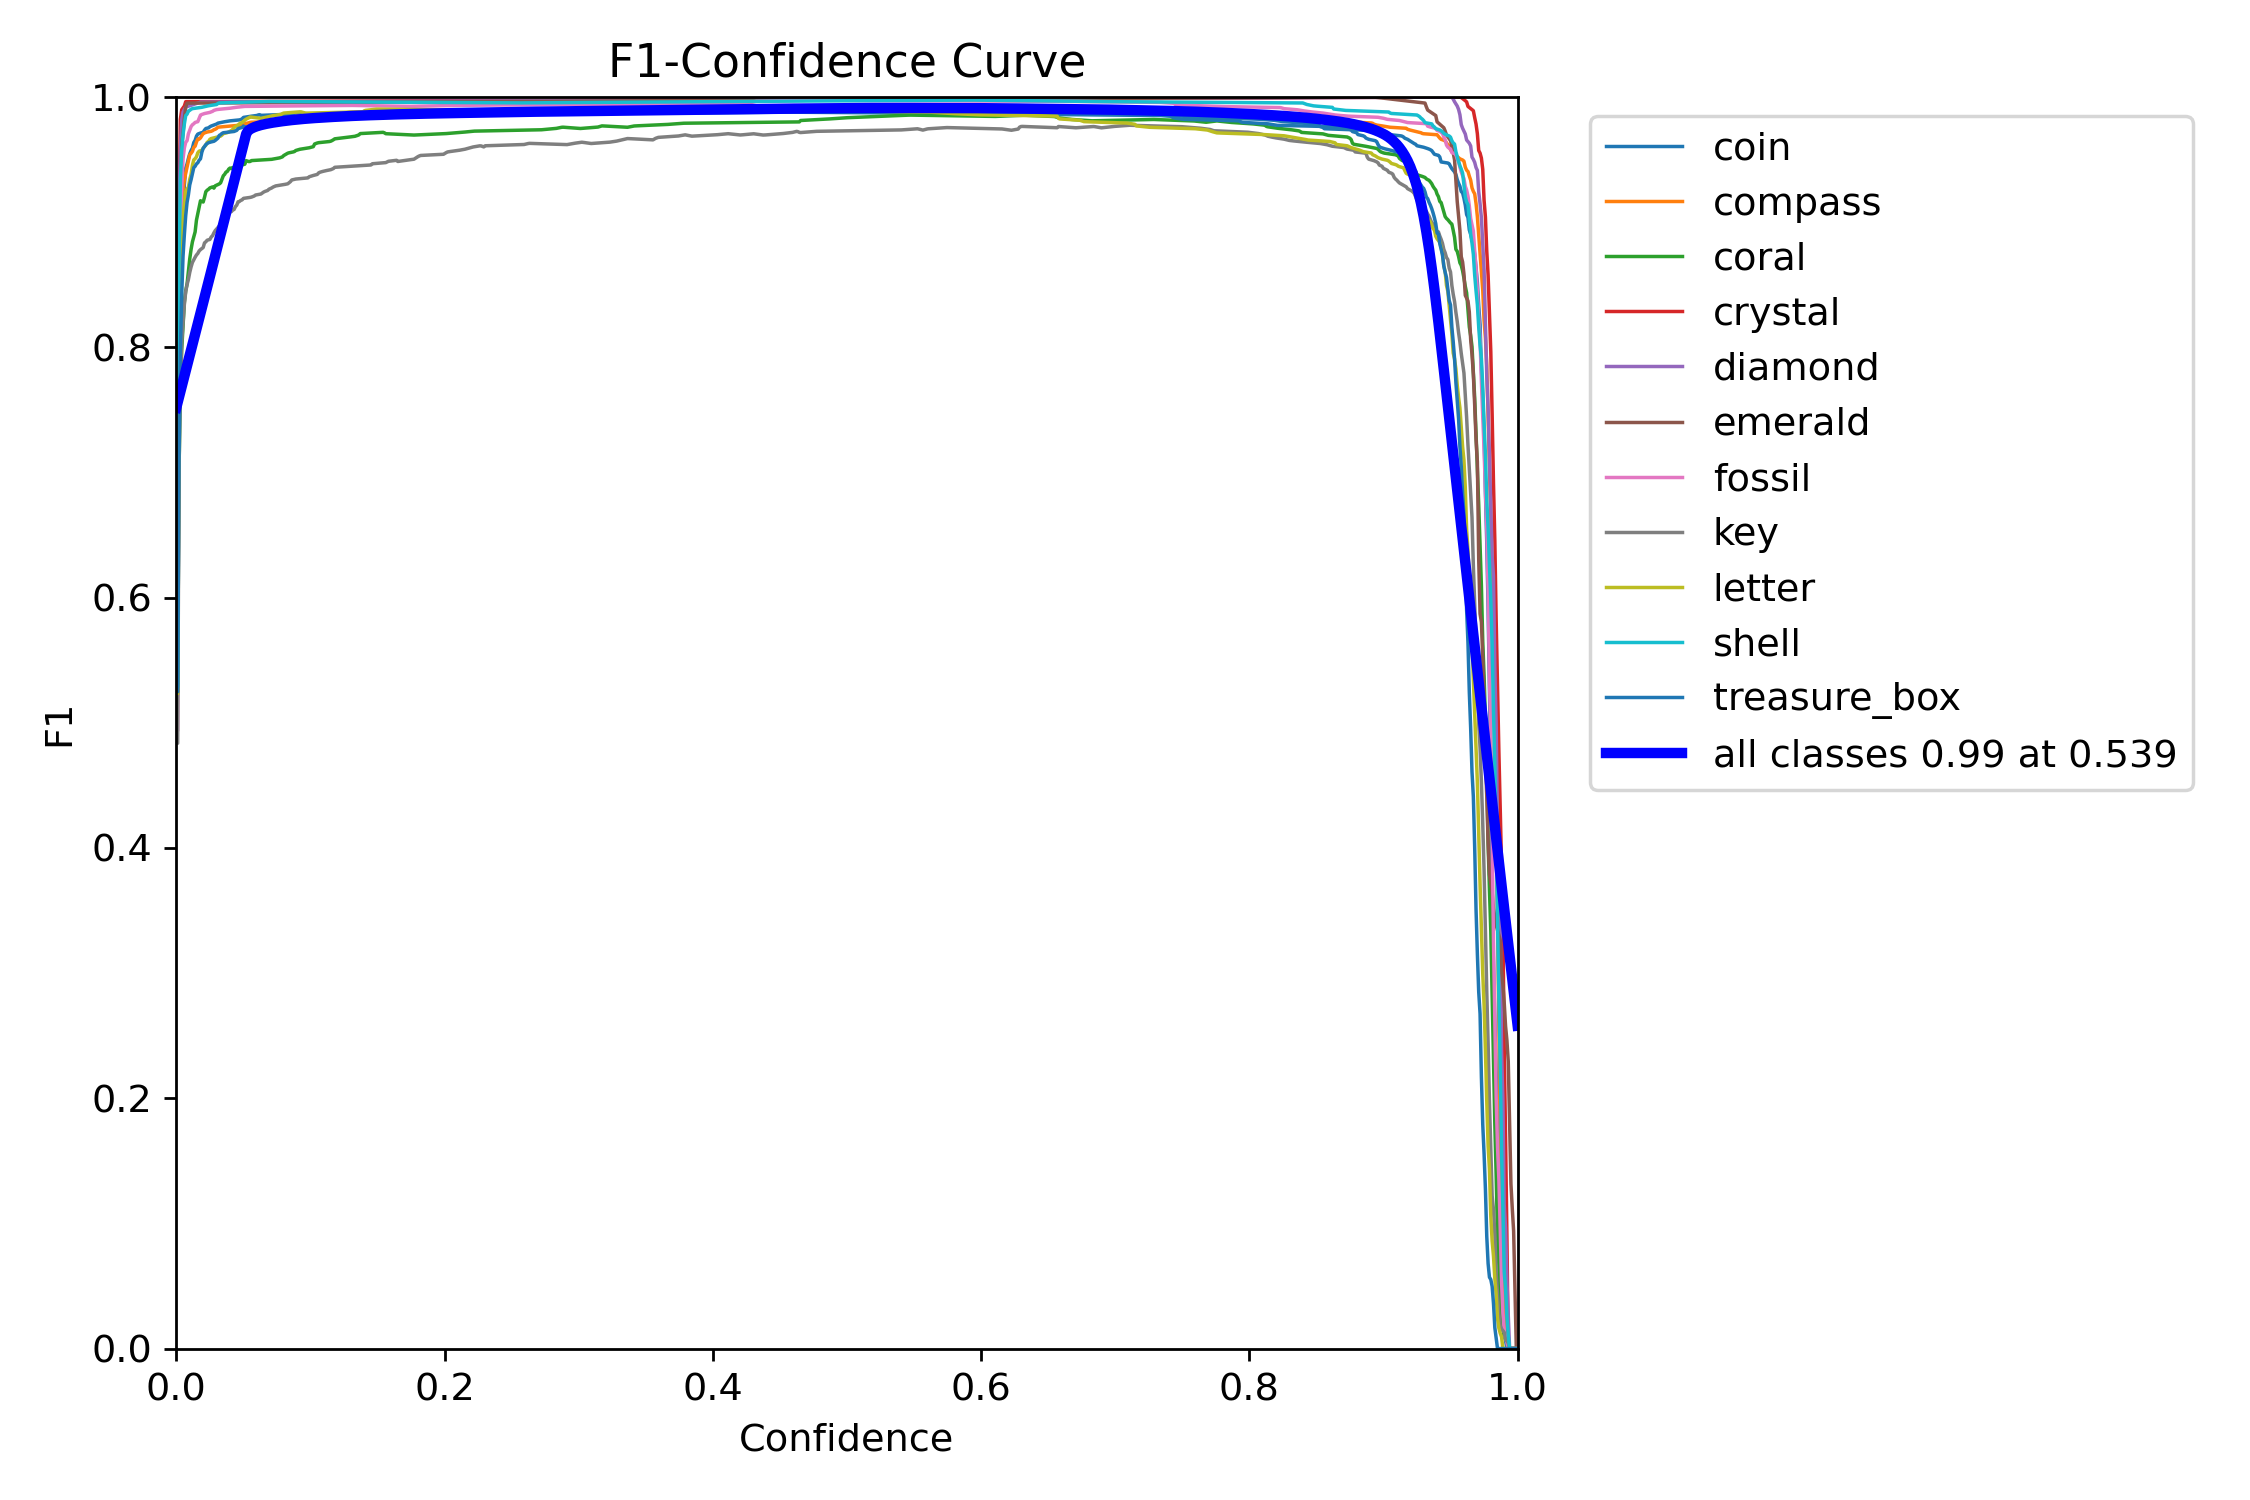 F1-Confidence Curve
1.0
0.8
0.6
0.4
0.2
0.0
F1
0.0 0.2 0.4 0.6 0.8 1.0
Confidence
coin
compass
coral
crystal
diamond
emerald
fossil
key
letter
shell
treasure_box
all classes 0.99 at 0.539